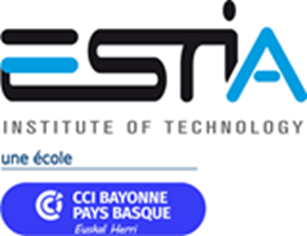 ESTIA
INSTITUTE OF TECHNOLOGY
une école
CCI BAYONNE
PAYS BASQUE
Euskal Herri